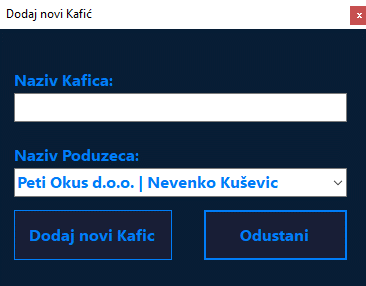 Dodaj novi Kafić
x
Naziv Kafica:
Naziv Poduzeca:
Peti Okus d.o.o. | Nevenko Kuševic
Dodaj novi Kafic
Odustani